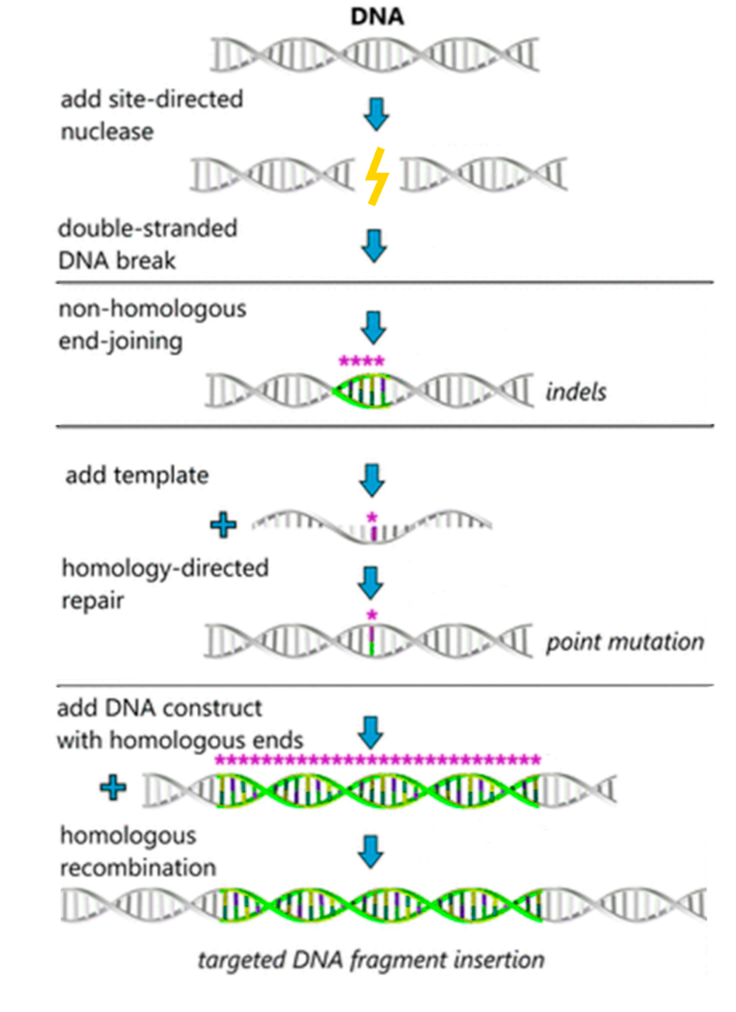 DNA
add site-directed
nuclease
double-stranded
DNA break
non-homologous
end-joining
****
indels
add template
*
homology-directed
repair
*
point mutation
add DNA construct
with homologous ends
******************************
homologous
recombination
targeted DNA fragment insertion